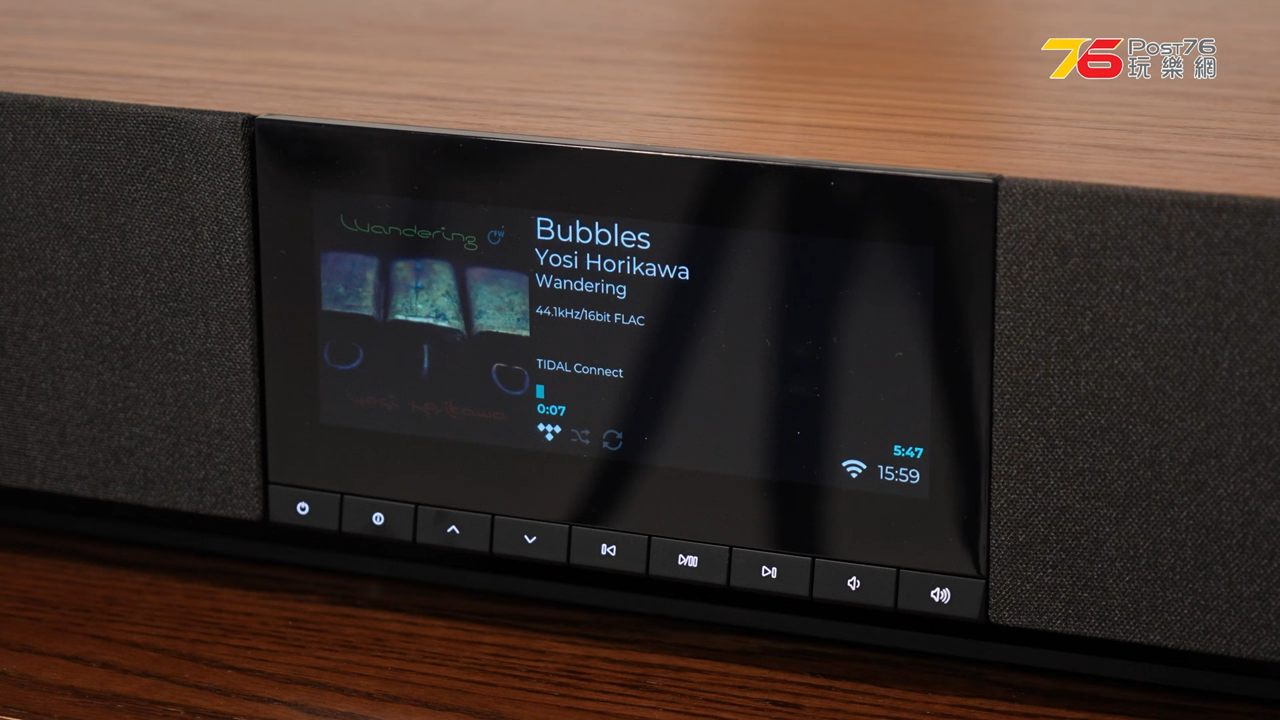 76 Post76
玩樂網
Wandering
Bubbles
Yosi Horikawa
Wandering
44.1kHz/16bit FLAC
TIDAL Connect
0:07
5:47
15:59